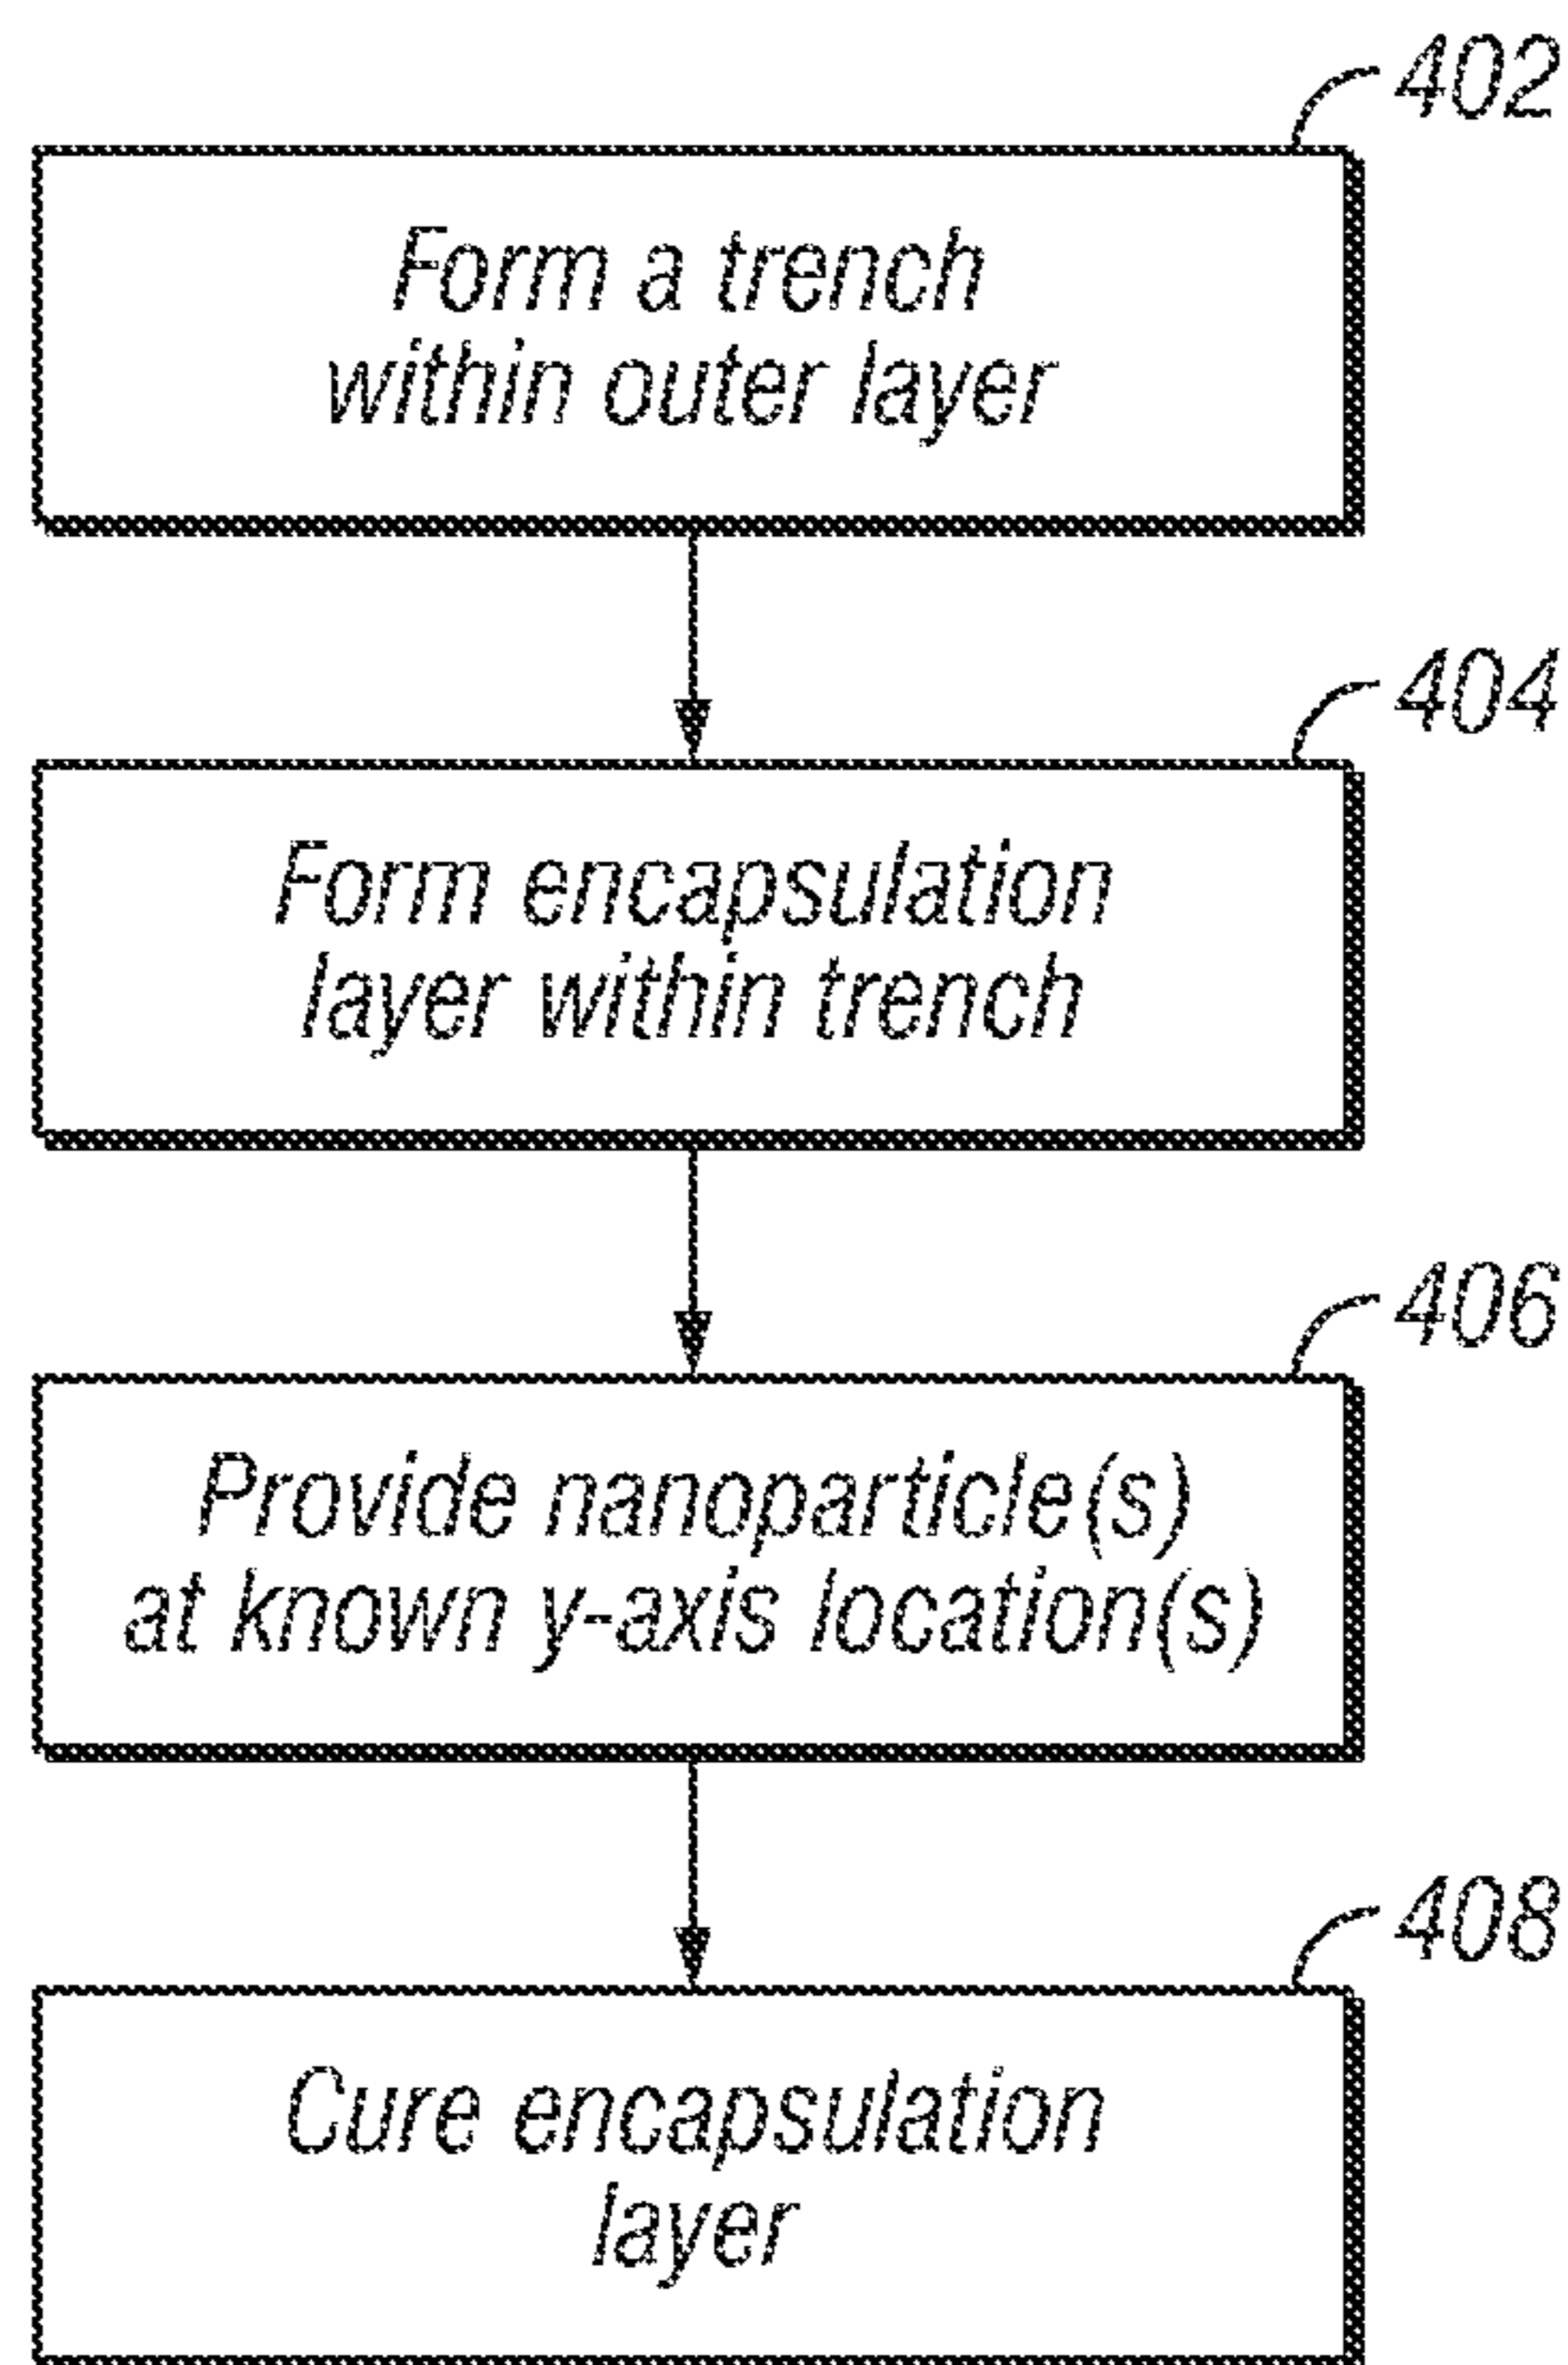 402
Form a trench
within outer layer
404
Form encapsulation
layer within trench
406
Provide nanoparticle(s)
at known y-axis location(s)
408
Cure encapsulation
layer